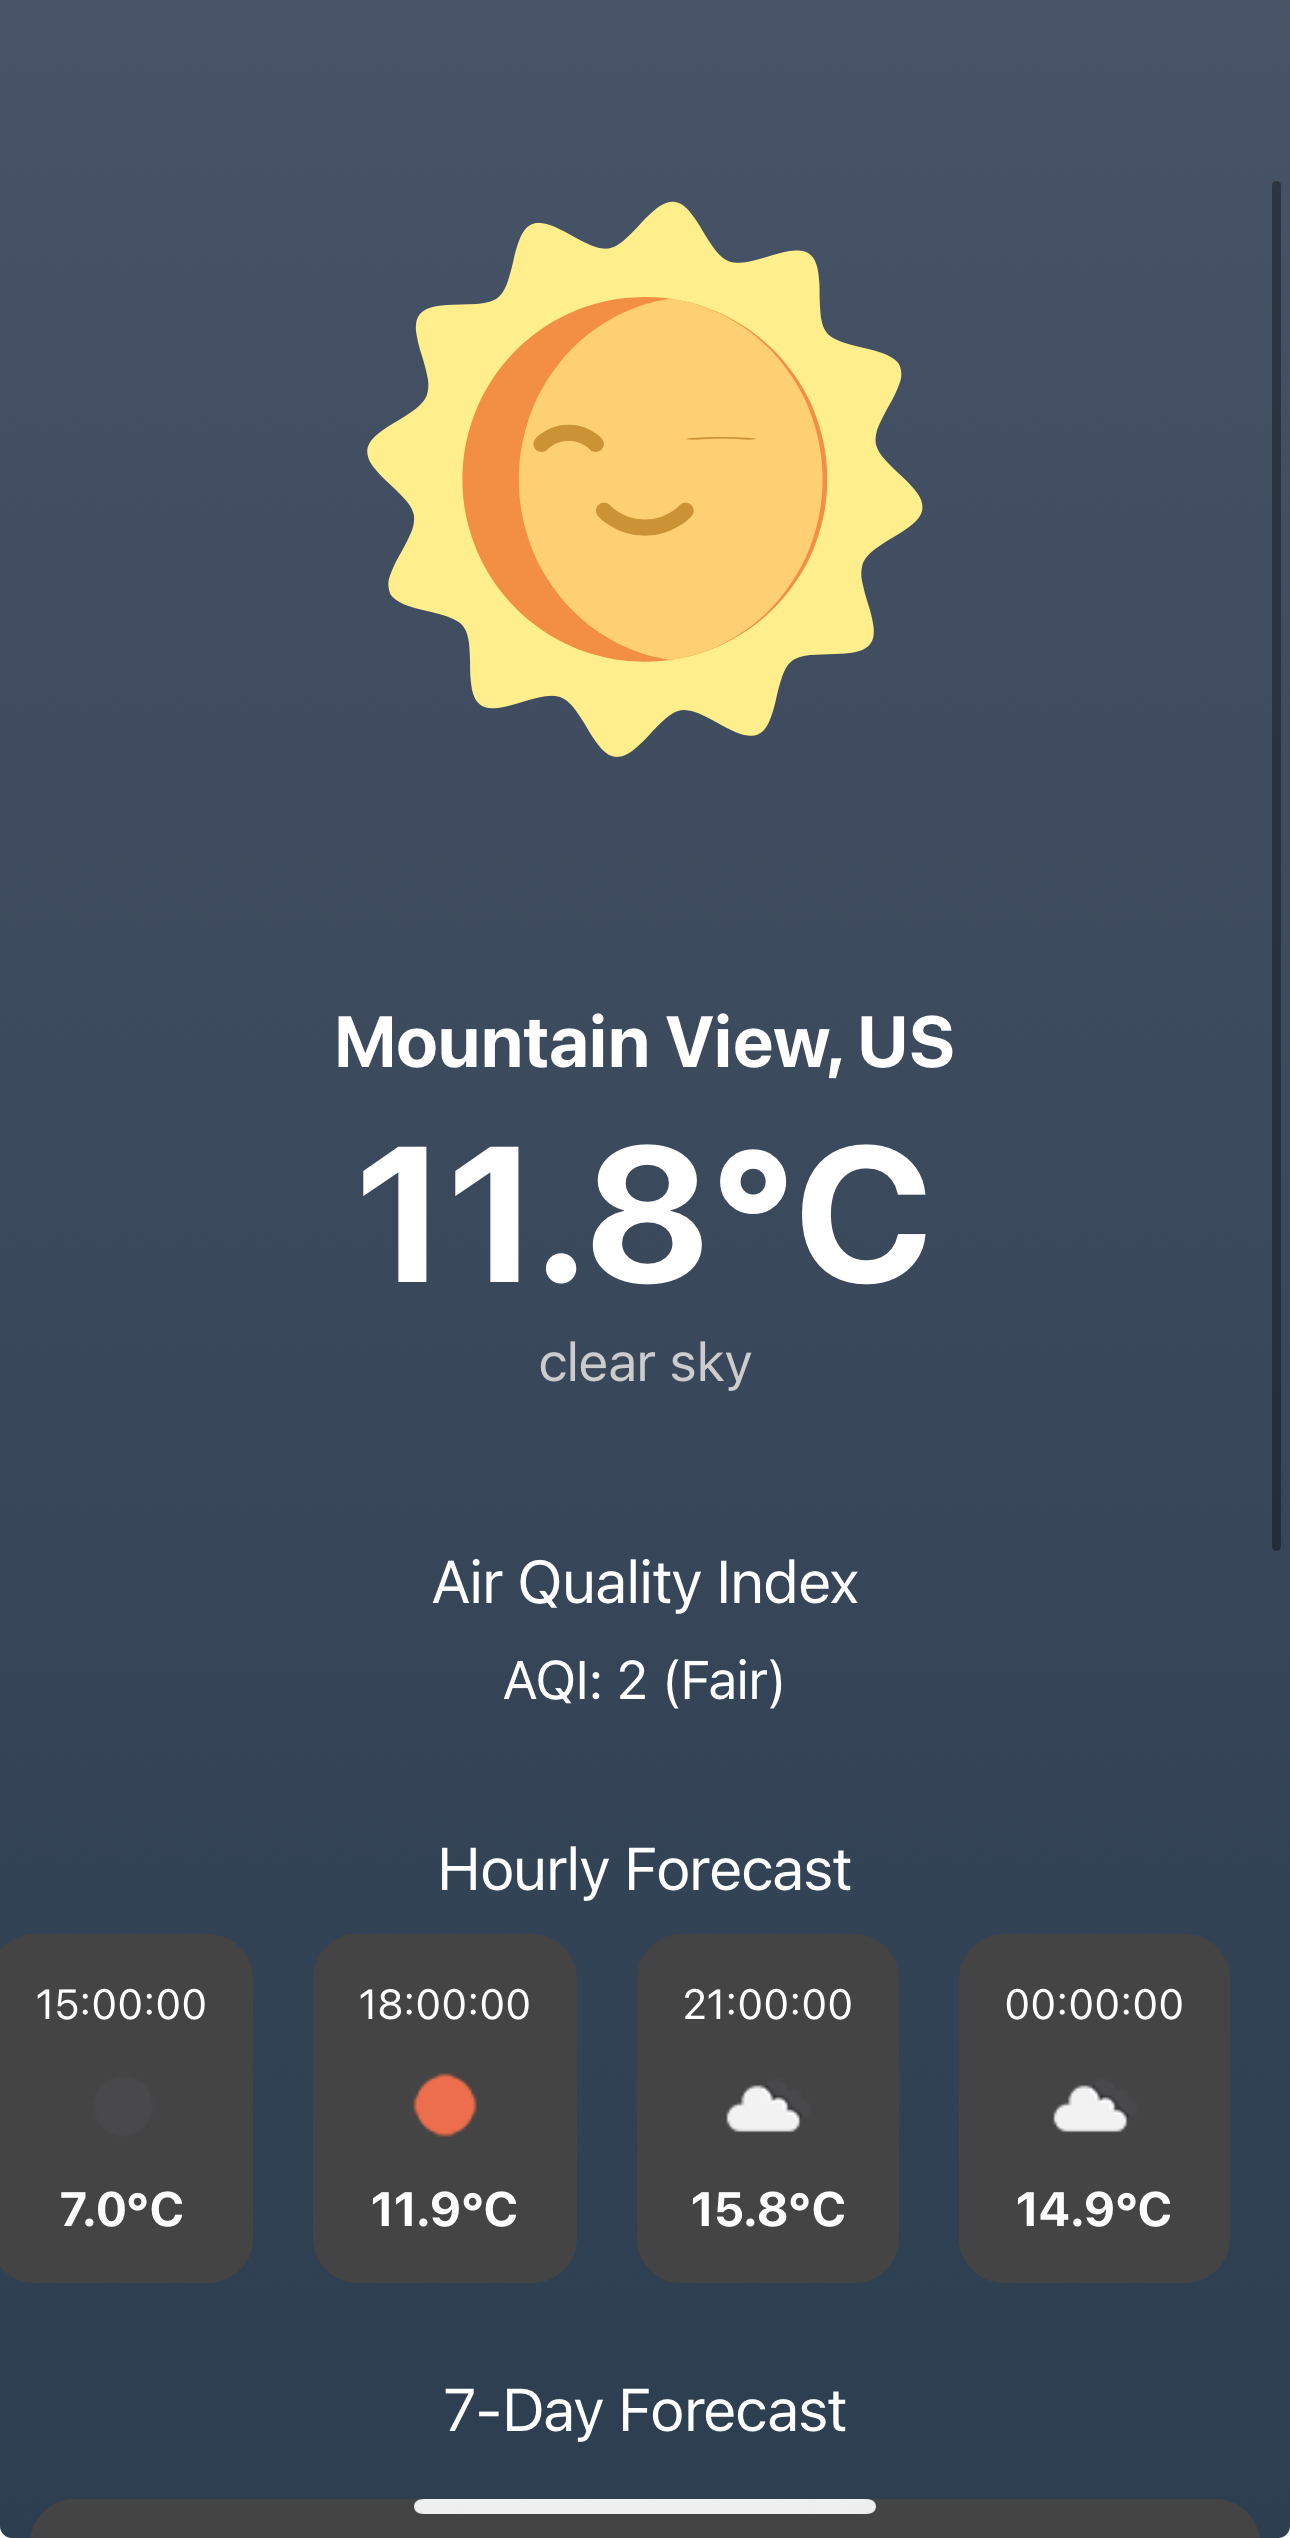 Mountain View, US
11.8°C
clear sky
Air Quality Index
AQI: 2 (Fair)
Hourly Forecast
15:00:00 18:00:00 21:00:00 00:00:00
7.0°C 11.9°C 15.8°C 14.9°C
7-Day Forecast